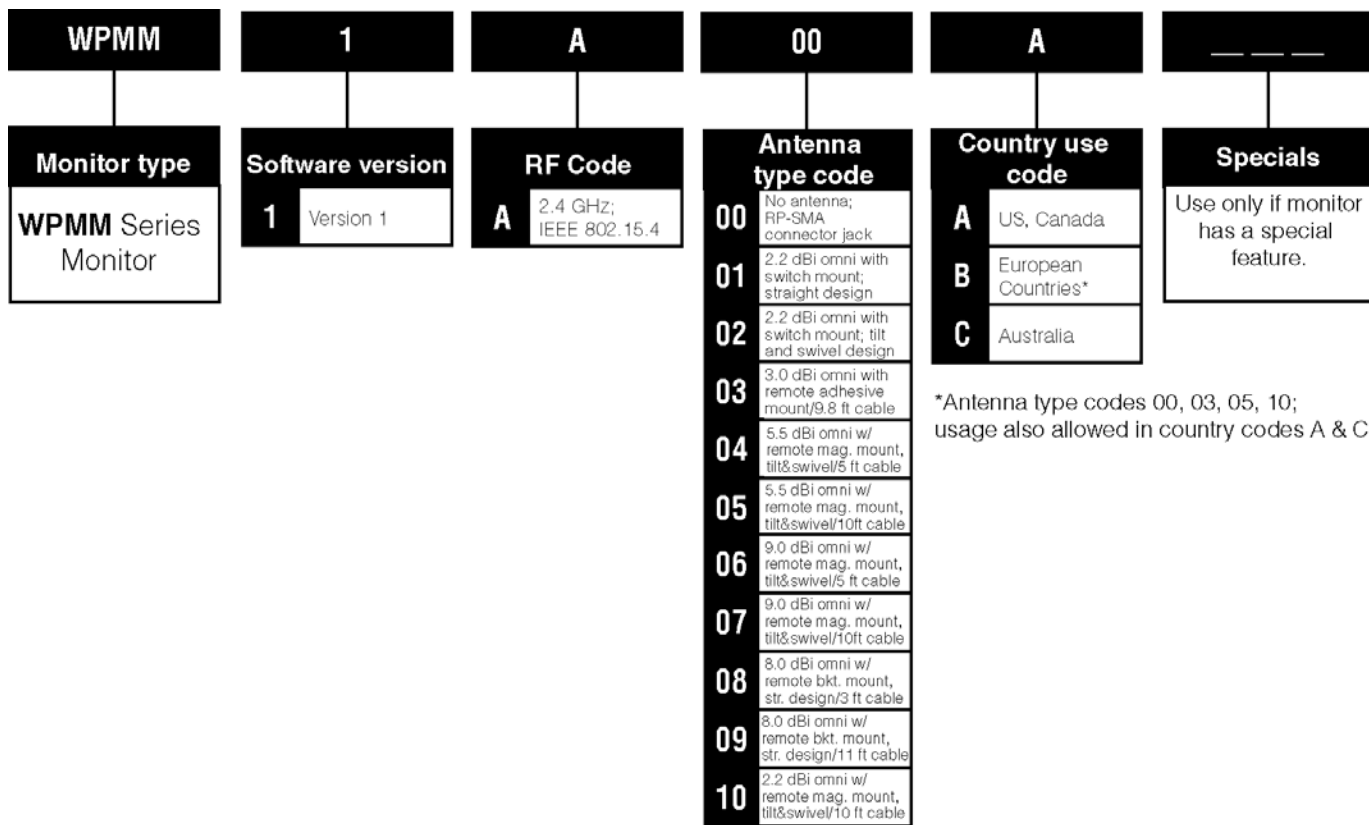 WPMM
1
A
00
A
___ ___ ___
Monitor type
WPMM Series
Monitor
Software version
1
Version 1
RF Code
A
2.4 GHz;
IEEE 802.15.4
Antenna
type code
00
No antenna;
RP-SMA
connector jack
01
2.2 dBi omni with
switch mount;
straight design
02
2.2 dBi omni with
switch mount; tilt
and swivel design
03
3.0 dBi omni with
remote adhesive
mount/9.8 ft cable
04
5.5 dBi omni w/
remote mag. mount,
tilt&swivel/5 ft cable
05
5.5 dBi omni w/
remote mag. mount,
tilt&swivel/10ft cable
06
9.0 dBi omni w/
remote mag. mount,
tilt&swivel/5 ft cable
07
9.0 dBi omni w/
remote mag. mount,
tilt&swivel/10ft cable
08
8.0 dBi omni w/
remote bkt. mount,
str. design/3 ft cable
09
8.0 dBi omni w/
remote bkt. mount,
str. design/11 ft cable
10
2.2 dBi omni w/
remote mag. mount,
tilt&swivel/10 ft cable
Country use
code
A
US, Canada
B
European
Countries*
C
Australia
*Antenna type codes 00, 03, 05, 10;
usage also allowed in country codes A & C
Specials
Use only if monitor
has a special
feature.